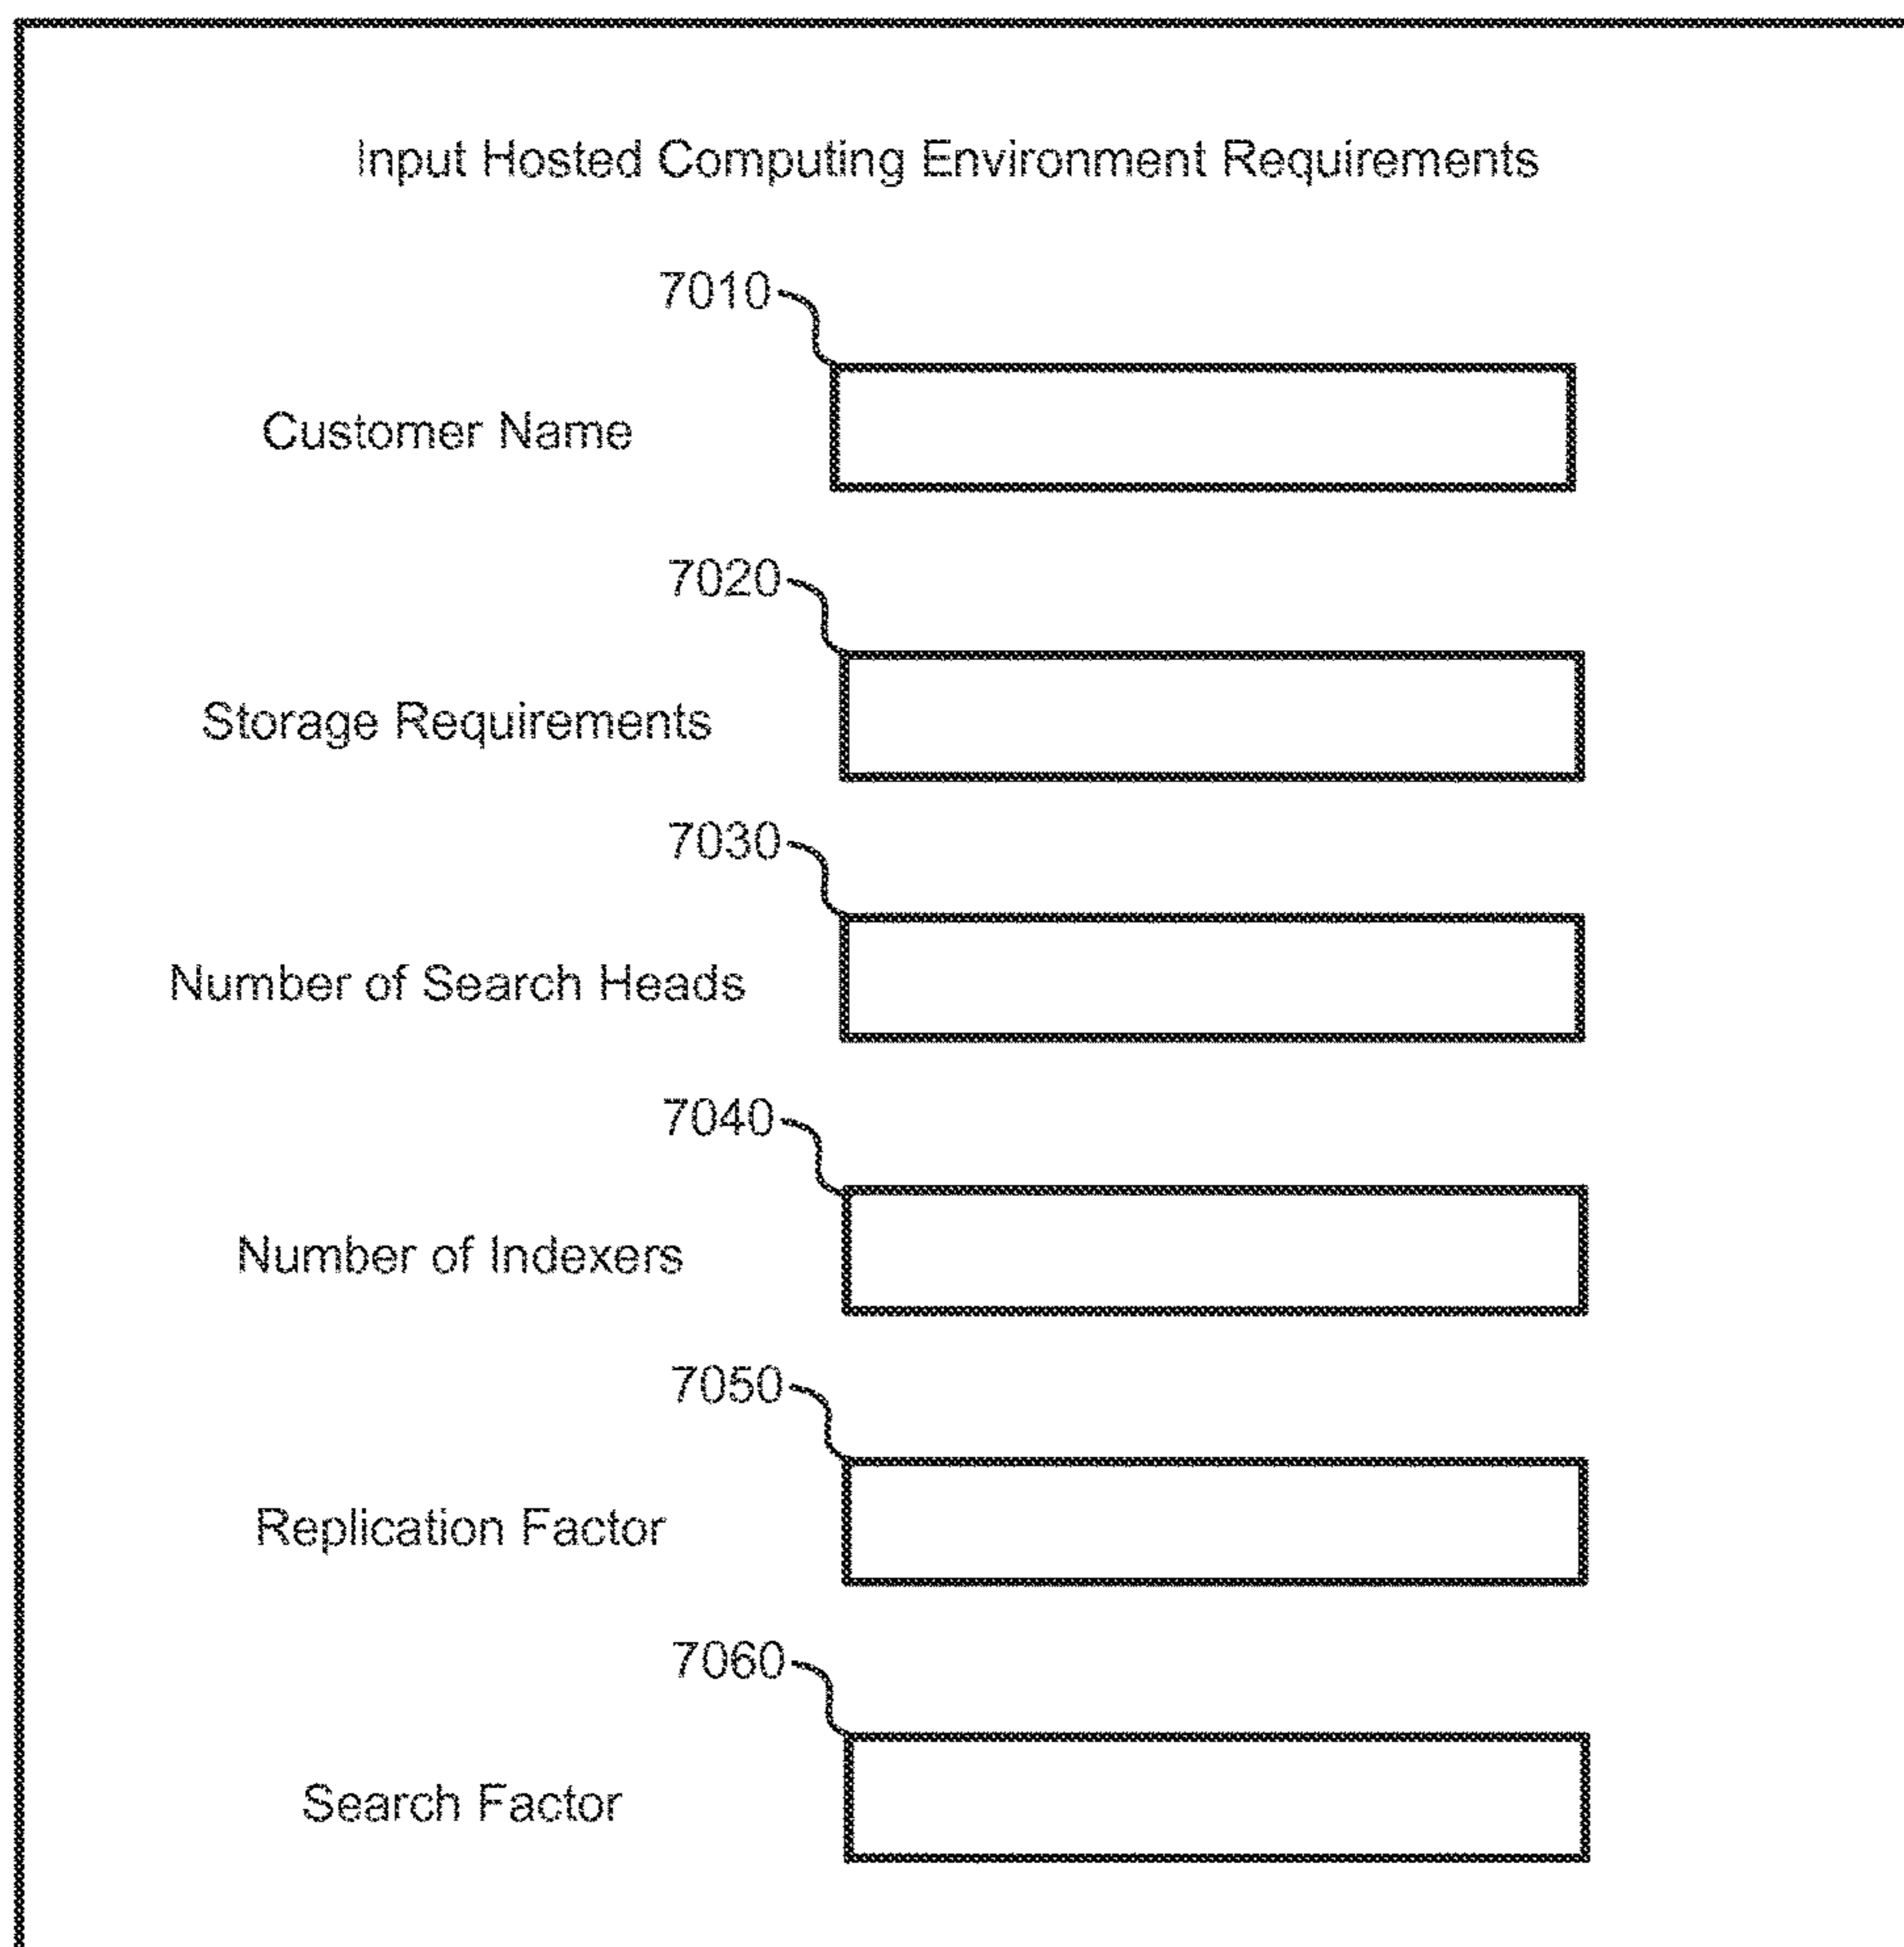 Input Hosted Computing Environment Requirements
7010
Customer Name
7020
Storage Requirements
7030
Number of Search Heads
7040
Number of Indexers
7050
Replication Factor
7060
Search Factor